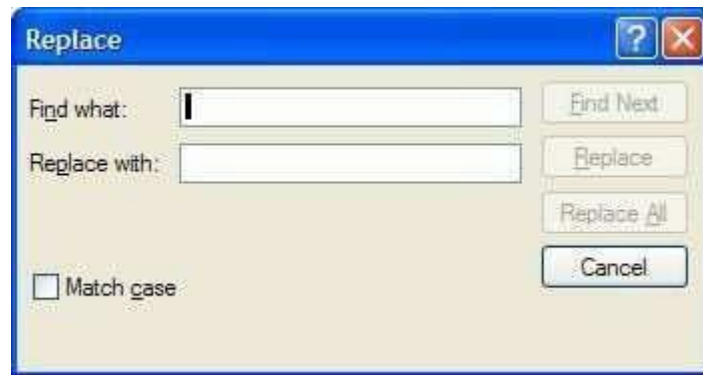 Replace
?
Find what:
Find Next
Replace with:
Replace
Replace All
Cancel
Match case